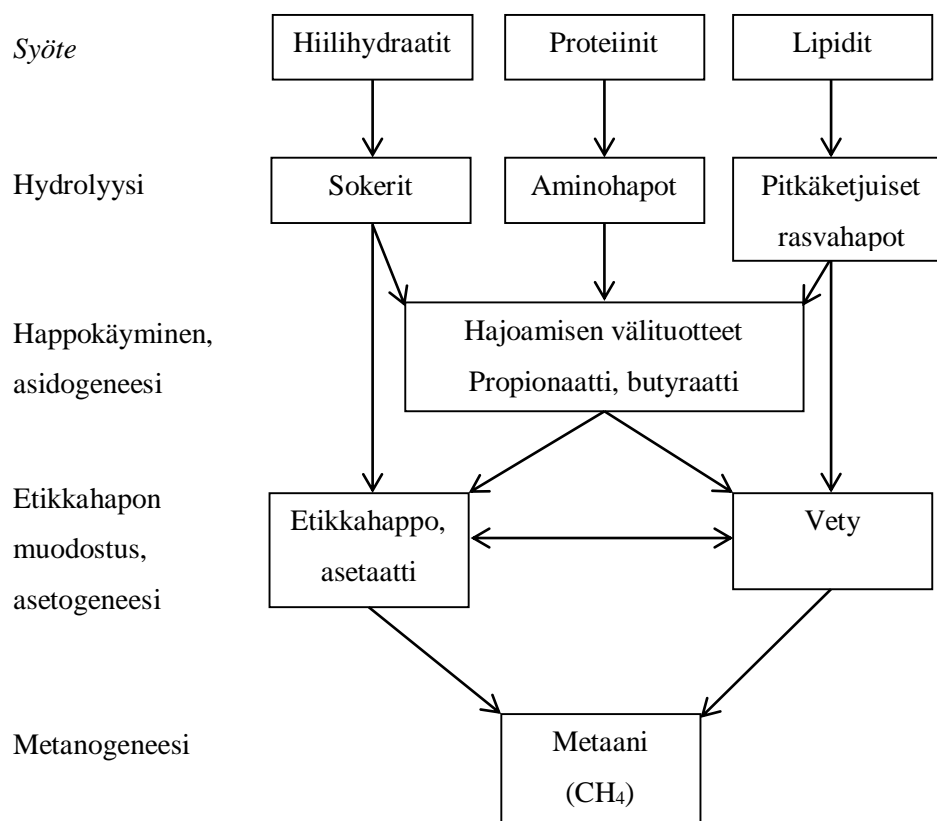 Syöte
Hiilihydraatit
Proteiinit
Lipidit
Hydrolyysi
Sokerit
Aminohapot
Pitkäketjuiset
rasvahapot
Happokäyminen,
asidogeneesi
Hajoamisen välituotteet
Propionaatti, butyraatti
Etikkahapon
muodostus,
asetogeneesi
Etikkahappo,
asetaatti
Vety
Metanogeneesi
Metaani
(CH₄)